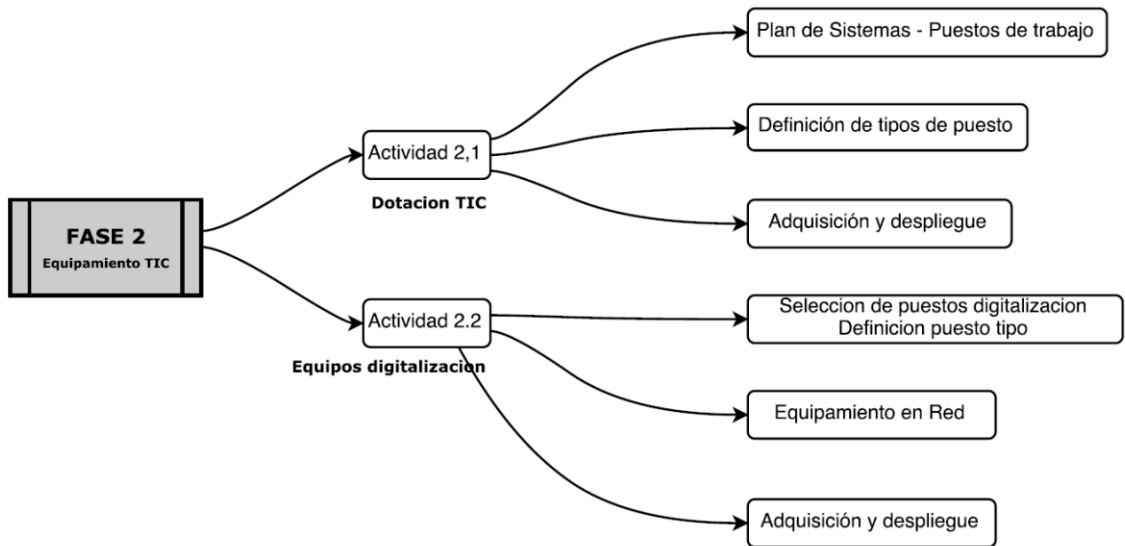 FASE 2
Equipamiento TIC
Actividad 2,1
Dotacion TIC
Plan de Sistemas - Puestos de trabajo
Definición de tipos de puesto
Adquisición y despliegue
Actividad 2.2
Equipos digitalizacion
Seleccion de puestos digitalizacion
Definicion puesto tipo
Equipamiento en Red
Adquisición y despliegue